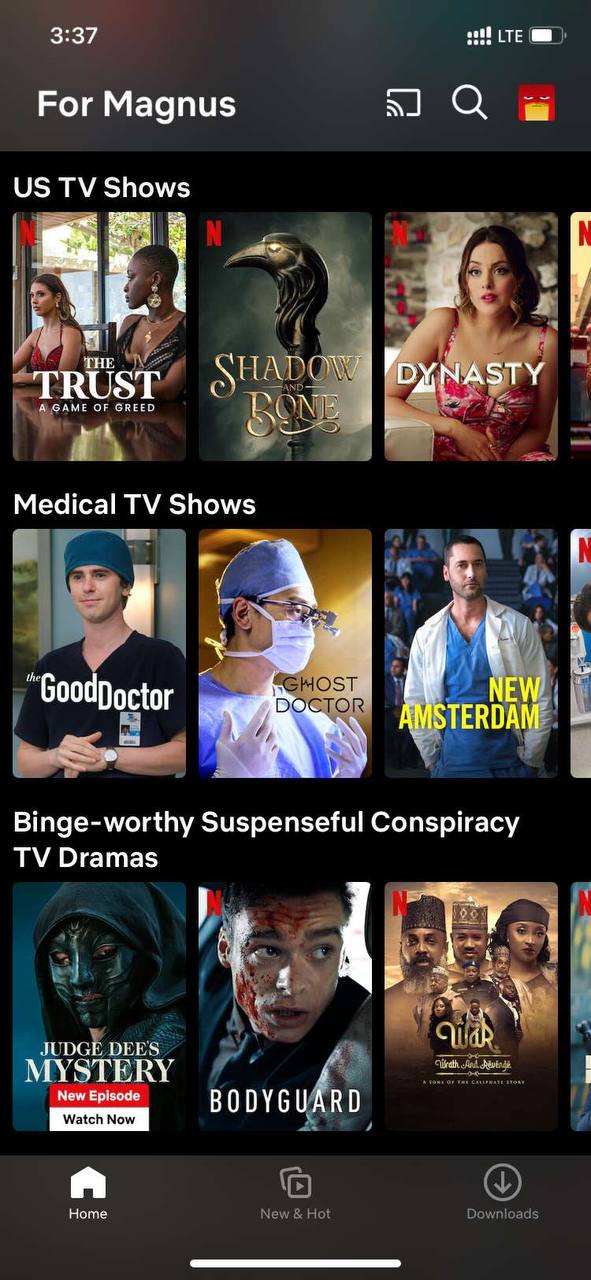 3:37
LTE
For Magnus
US TV Shows
N
THE
TRUST
A GAME OF GREED
N
SHADOW
AND
BONE
N
DYNASTY
N
Medical TV Shows
the GoodDoctor
GHOST
DOCTOR
NEW
AMSTERDAM
N
Binge-worthy Suspenseful Conspiracy
TV Dramas
JUDGE DEE'S
MYSTERY
New Episode
Watch Now
N
BODYGUARD
N
WAR
Wrath And Revenge
A SONS OF THE CALIPHATE STORY
N
Home
New & Hot
Downloads